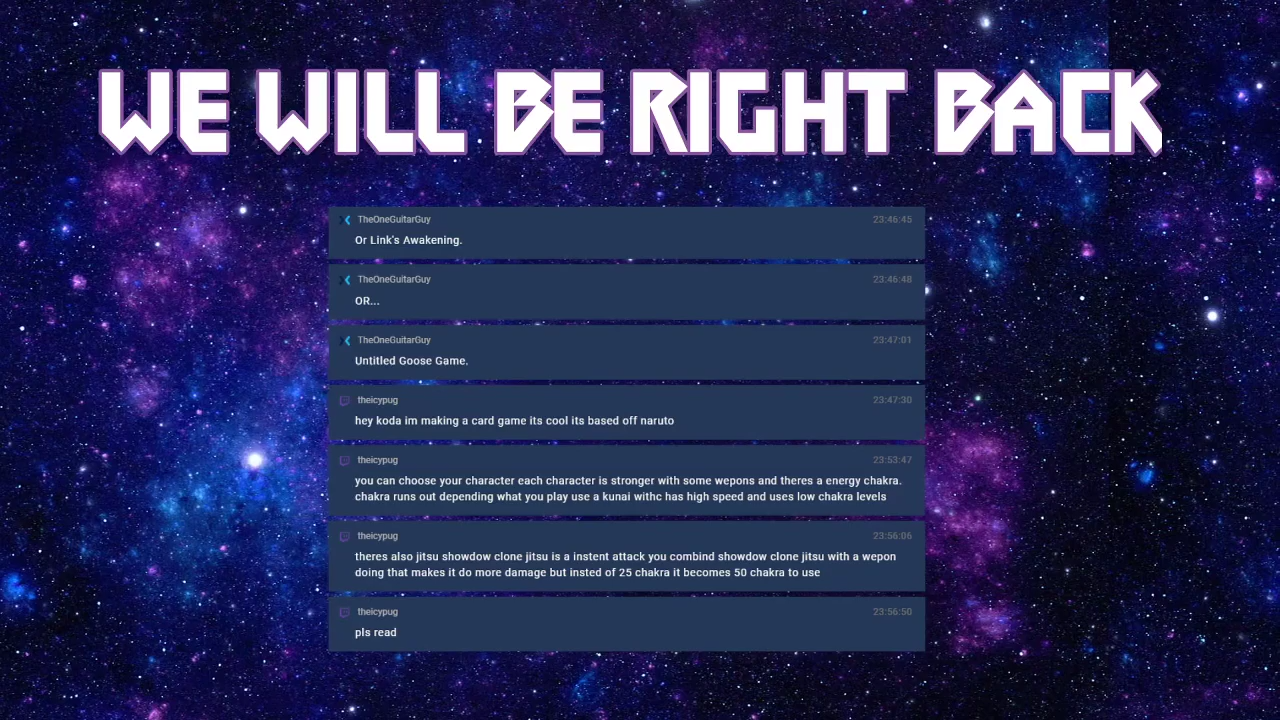 WE WILL BE RIGHT BACK
TheOneGuitarGuy 23:46:45
Or Link's Awakening.
TheOneGuitarGuy 23:46:48
OR...
TheOneGuitarGuy 23:47:01
Untitled Goose Game.
theicypug 23:47:30
hey koda im making a card game its cool its based off naruto
theicypug 23:53:47
you can choose your character each character is stronger with some wepons and theres a energy chakra.
chakra runs out depending what you play use a kunai withc has high speed and uses low chakra levels
theicypug 23:56:06
theres also jitsu showdow clone jitsu is a instent attack you combind showdow clone jitsu with a wepon
doing that makes it do more damage but insted of 25 chakra it becomes 50 chakra to use
theicypug 23:56:50
pls read